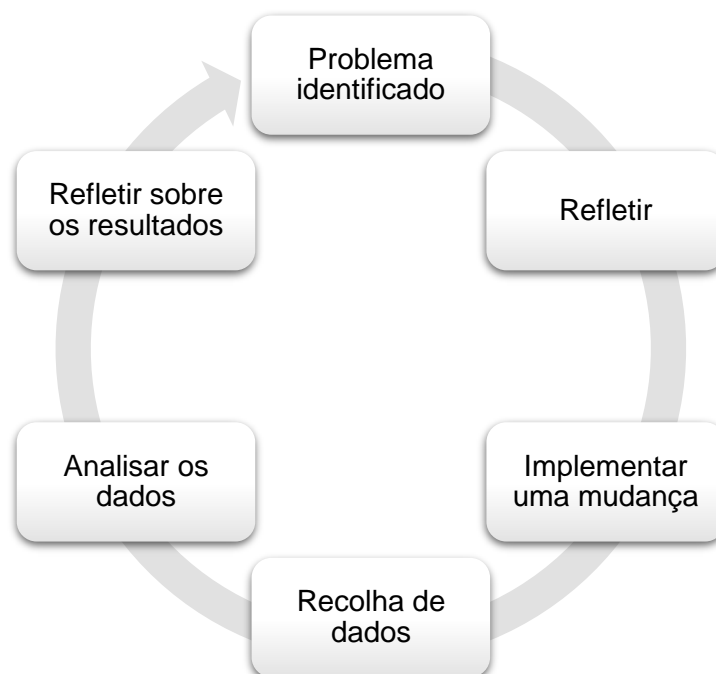 Problema
identificado
Refletir
Implementar
uma mudança
Recolha de
dados
Analisar os
dados
Refletir sobre
os resultados